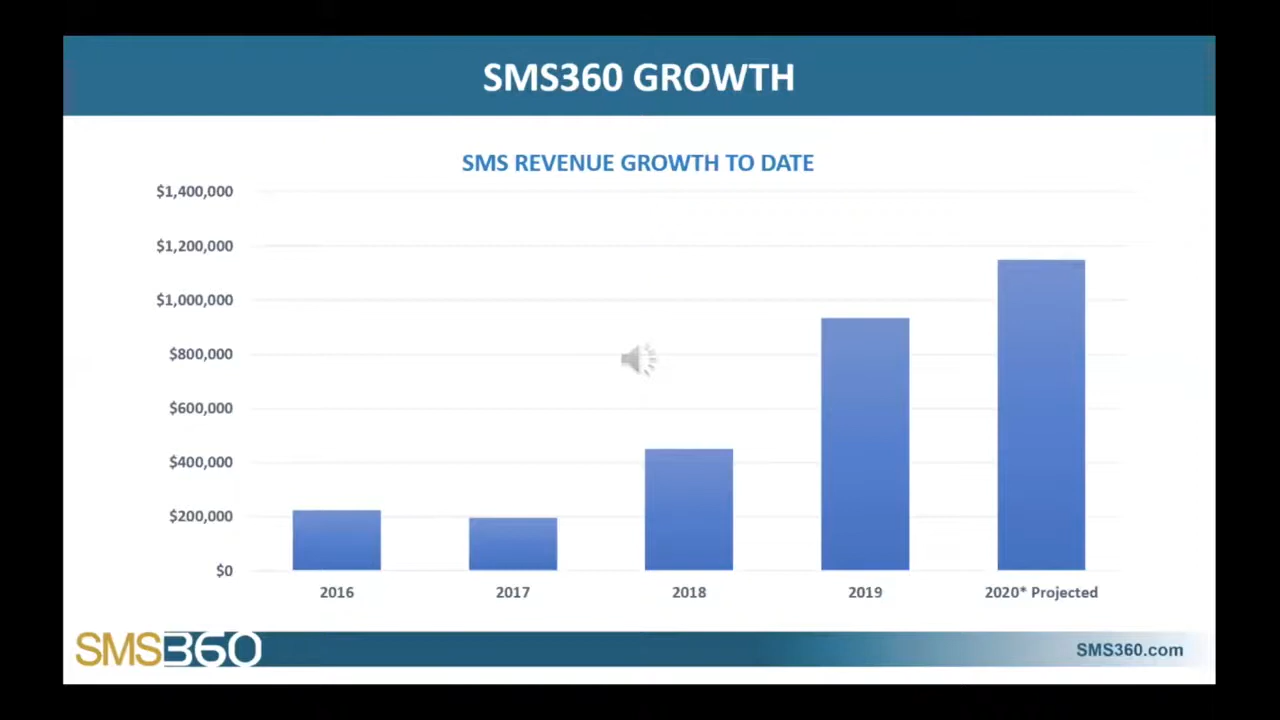 SMS360 GROWTH
SMS REVENUE GROWTH TO DATE
$1,400,000
$1,200,000
$1,000,000
$800,000
$600,000
$400,000
$200,000
$0
2016 2017 2018 2019 2020* Projected
SMS360 SMS360.com